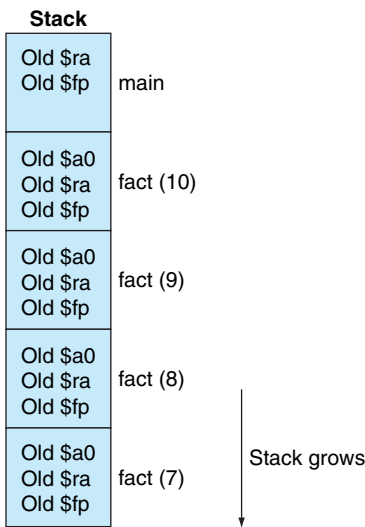 Stack
Old $ra
Old $fp
main
Old $a0
Old $ra
Old $fp
fact (10)
Old $a0
Old $ra
Old $fp
fact (9)
Old $a0
Old $ra
Old $fp
fact (8)
Old $a0
Old $ra
Old $fp
fact (7)
Stack grows